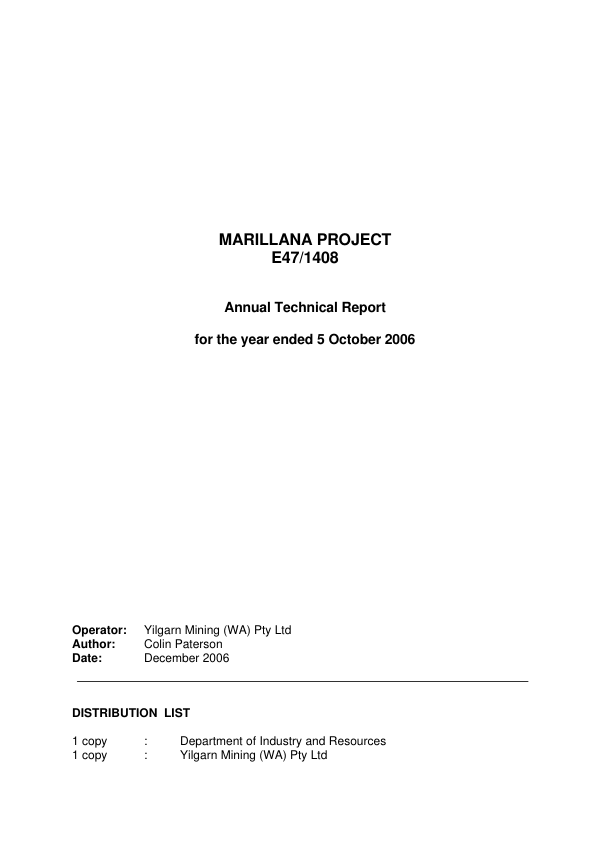 MARILLANA PROJECT
E47/1408
Annual Technical Report
for the year ended 5 October 2006
Operator: Yilgarn Mining (WA) Pty Ltd
Author: Colin Paterson
Date: December 2006
DISTRIBUTION LIST
1 copy : Department of Industry and Resources
1 copy : Yilgarn Mining (WA) Pty Ltd